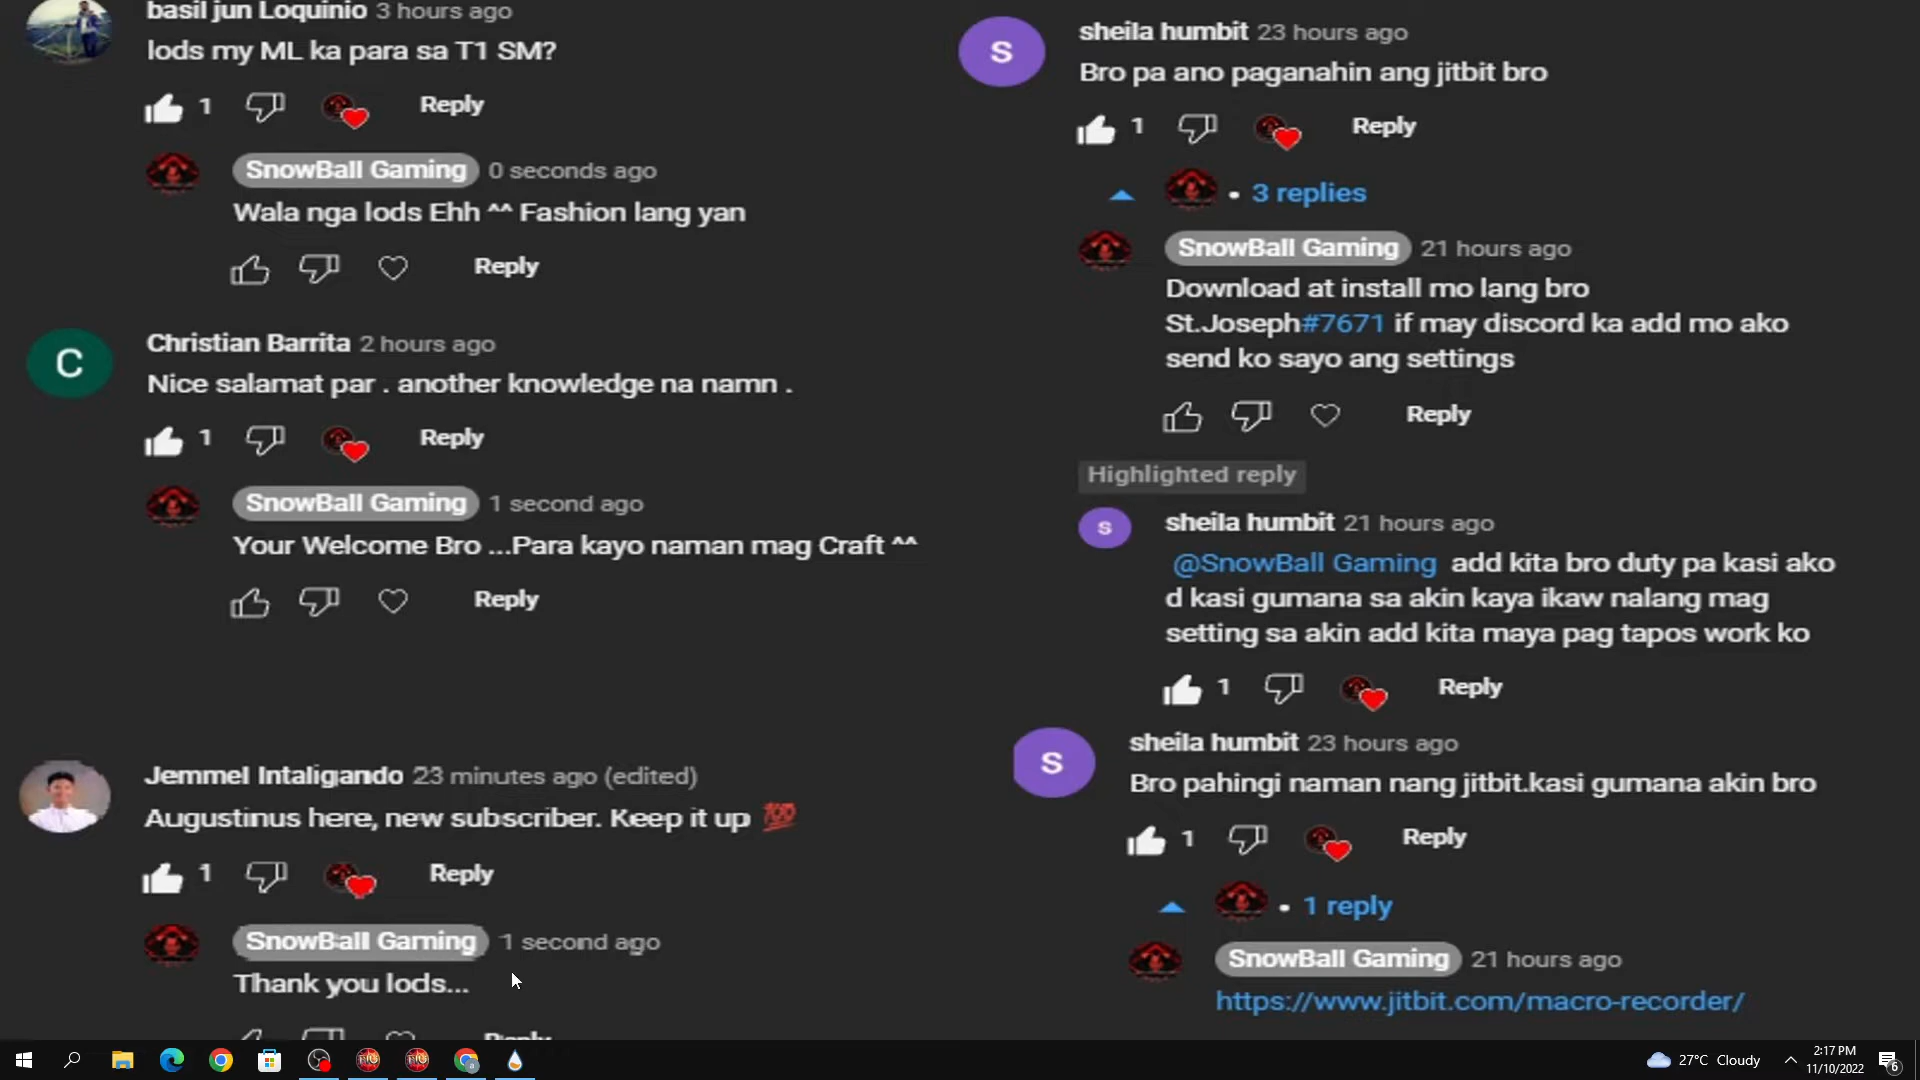 basil jun Loquinio 3 hours ago
lods my ML ka para sa T1 SM?
1 Reply
SnowBall Gaming 0 seconds ago
Wala nga lods Ehh ^^ Fashion lang yan
Reply
C
Christian Barrita 2 hours ago
Nice salamat par . another knowledge na namn .
1 Reply
SnowBall Gaming 1 second ago
Your Welcome Bro ...Para kayo naman mag Craft ^^
Reply
Jemmel Intaligando 23 minutes ago (edited)
Augustinus here, new subscriber. Keep it up 💯
1 Reply
SnowBall Gaming 1 second ago
Thank you lods...
Reply
S
sheila humbit 23 hours ago
Bro pa ano paganahin ang jitbit bro
1 Reply
• 3 replies
SnowBall Gaming 21 hours ago
Download at install mo lang bro
St.Joseph#7671 if may discord ka add mo ako
send ko sayo ang settings
Reply
Highlighted reply
s
sheila humbit 21 hours ago
@SnowBall Gaming add kita bro duty pa kasi ako
d kasi gumana sa akin kaya ikaw nalang mag
setting sa akin add kita maya pag tapos work ko
1 Reply
S
sheila humbit 23 hours ago
Bro pahingi naman nang jitbit.kasi gumana akin bro
1 Reply
• 1 reply
SnowBall Gaming 21 hours ago
https://www.jitbit.com/macro-recorder/
27°C Cloudy
2:17 PM
11/10/2022
6